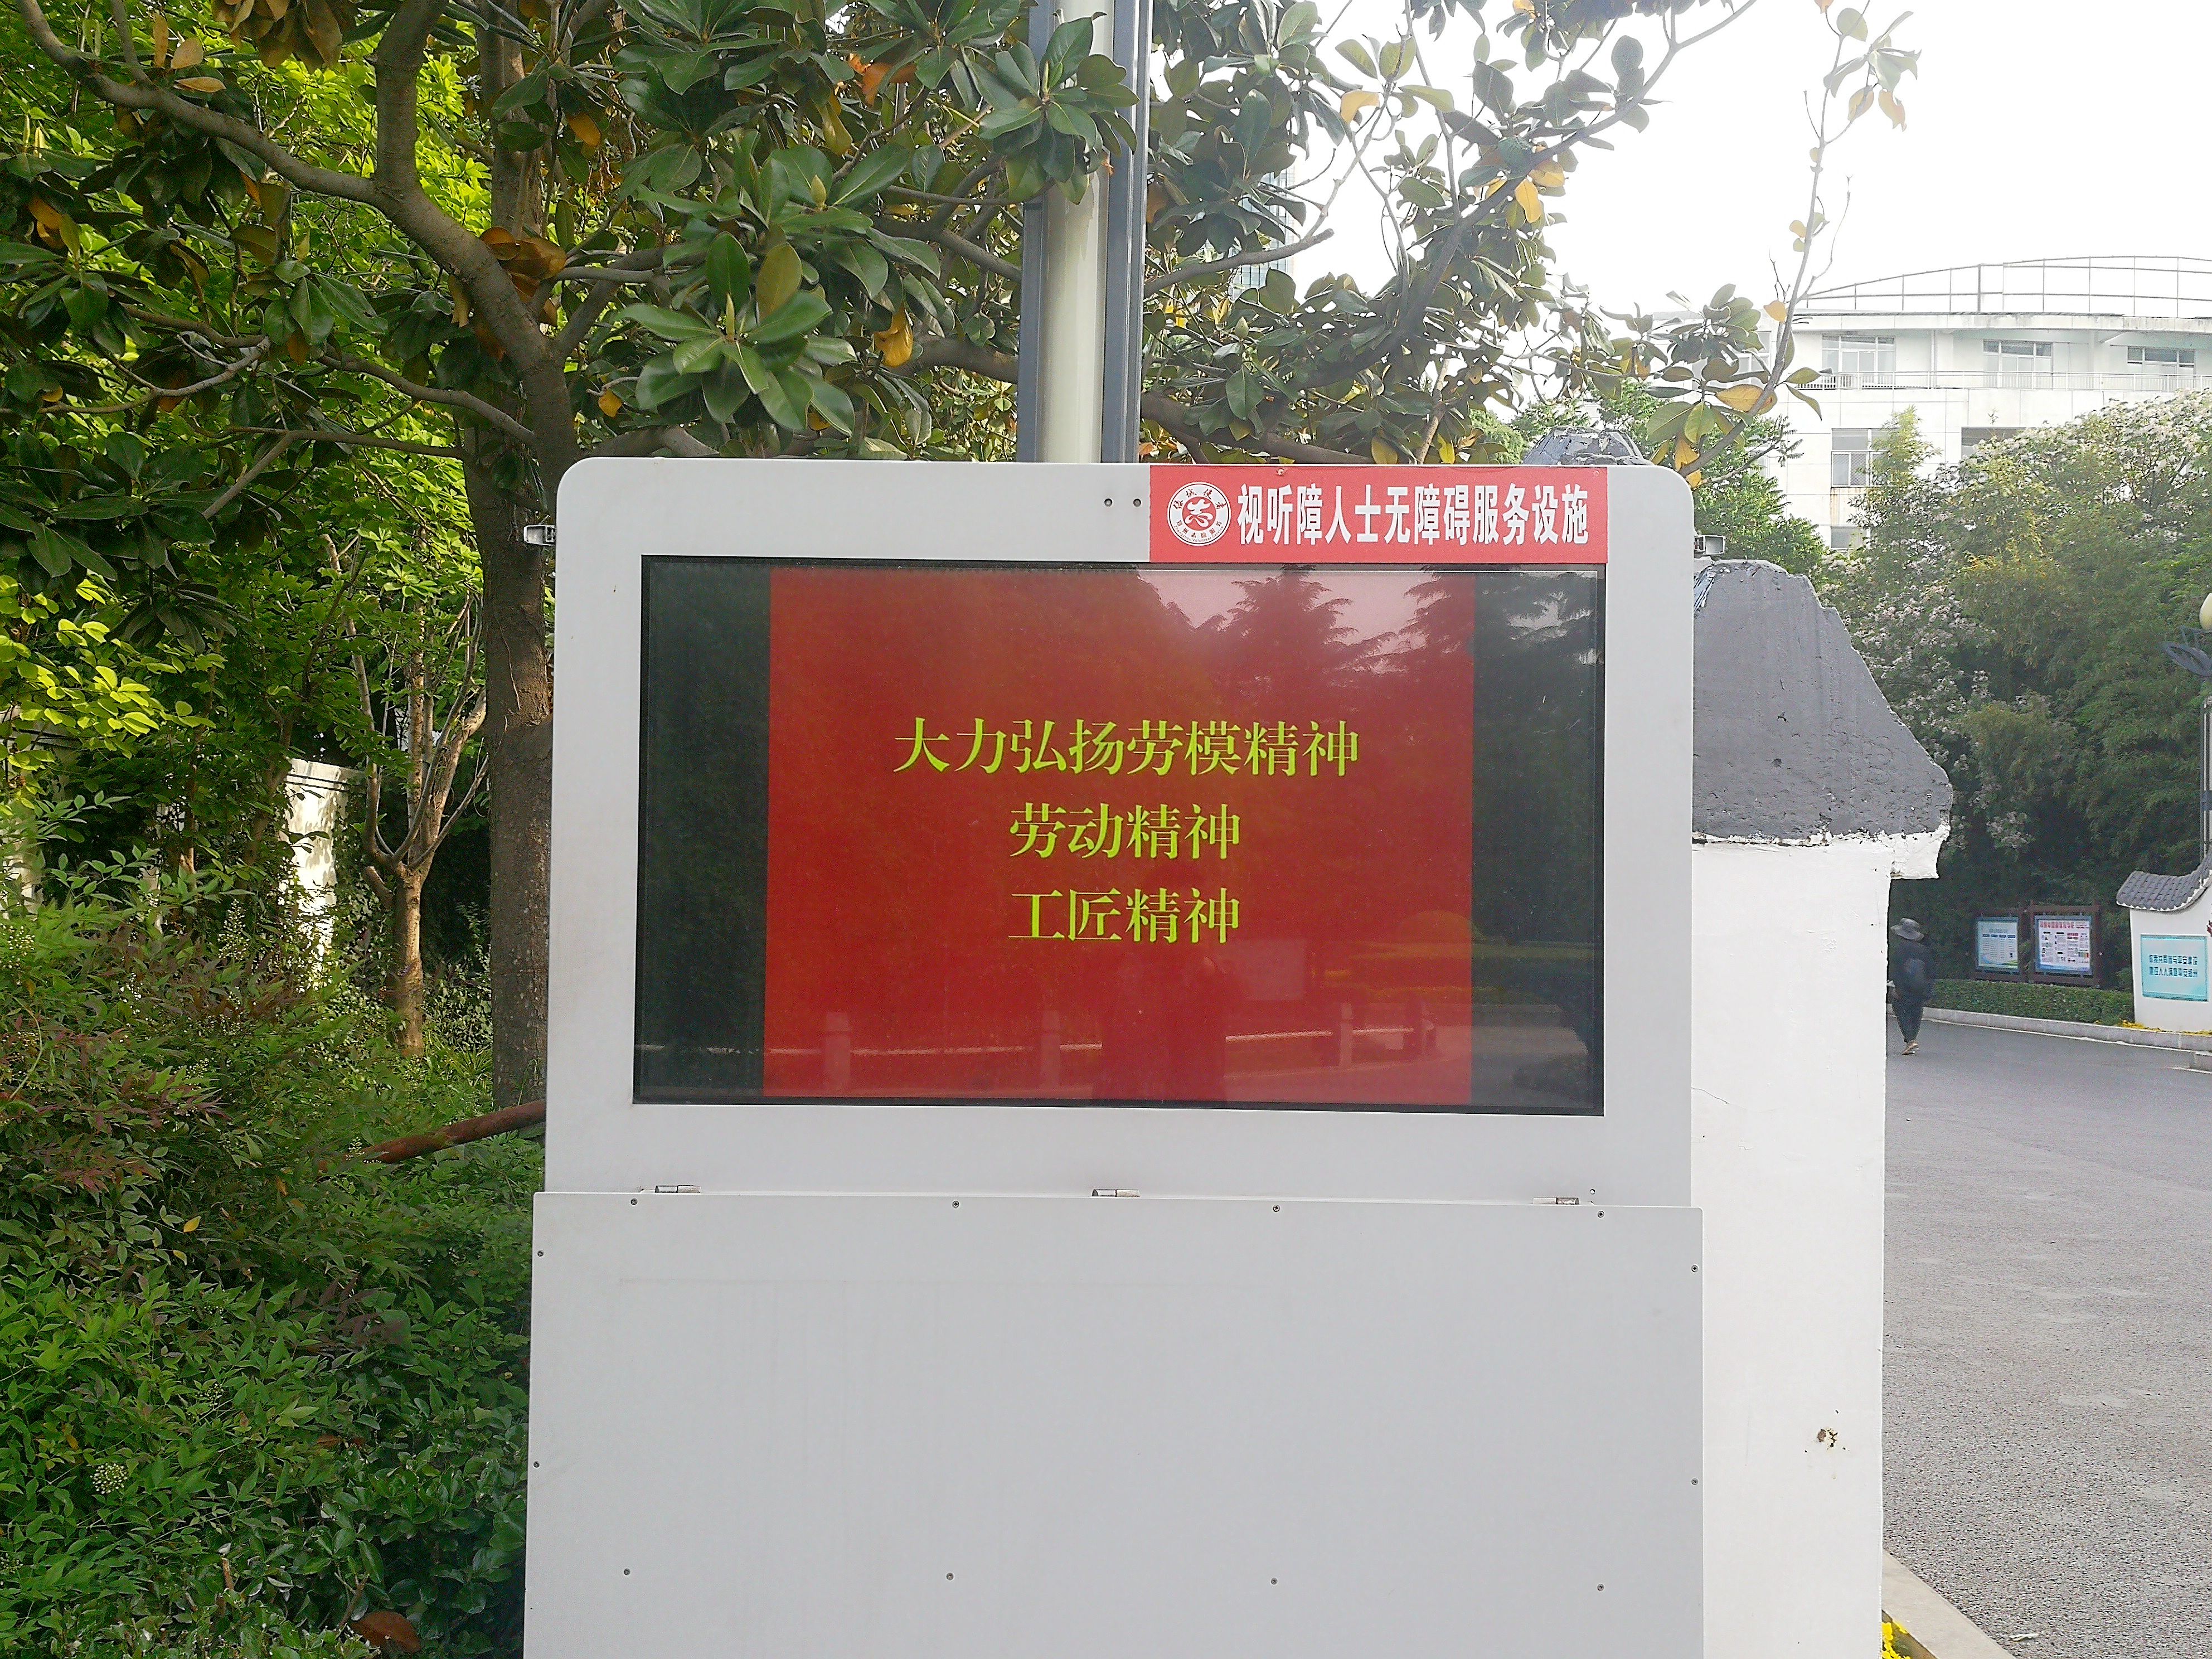 视听障人士无障碍服务设施
大力弘扬劳模精神
劳动精神
工匠精神